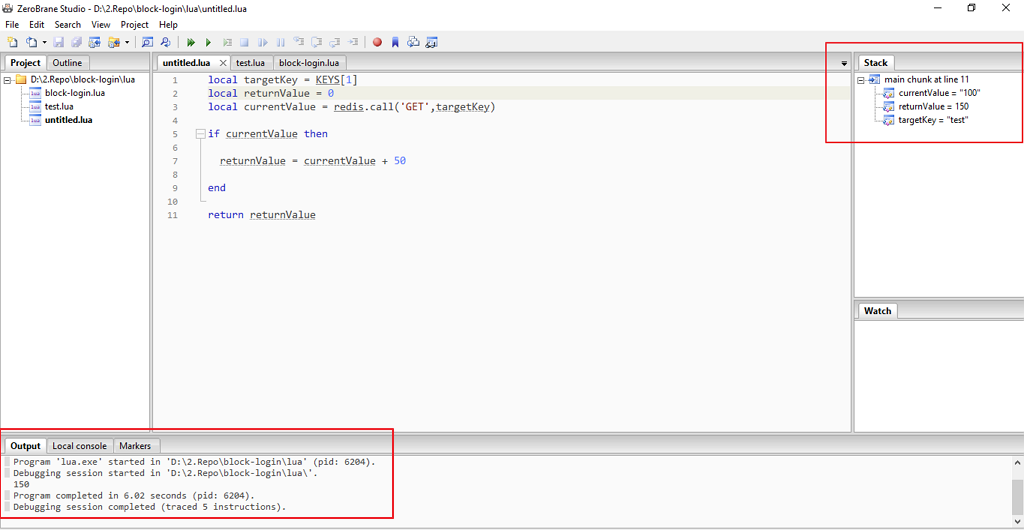 ZeroBrane Studio - D:\2.Repo\block-login\lua\untitled.lua
File Edit Search View Project Help
Project Outline
D:\2.Repo\block-login\lua
block-login.lua
test.lua
untitled.lua
untitled.lua test.lua block-login.lua
1 local targetKey = KEYS[1]
2 local returnValue = 0
3 local currentValue = redis.call('GET',targetKey)
4
5 if currentValue then
6
7 returnValue = currentValue + 50
8
9 end
10
11 return returnValue
Stack
main chunk at line 11
currentValue = "100"
returnValue = 150
targetKey = "test"
Watch
Output Local console Markers
Program 'lua.exe' started in 'D:\2.Repo\block-login\lua' (pid: 6204).
Debugging session started in 'D:\2.Repo\block-login\lua\'.
150
Program completed in 6.02 seconds (pid: 6204).
Debugging session completed (traced 5 instructions).